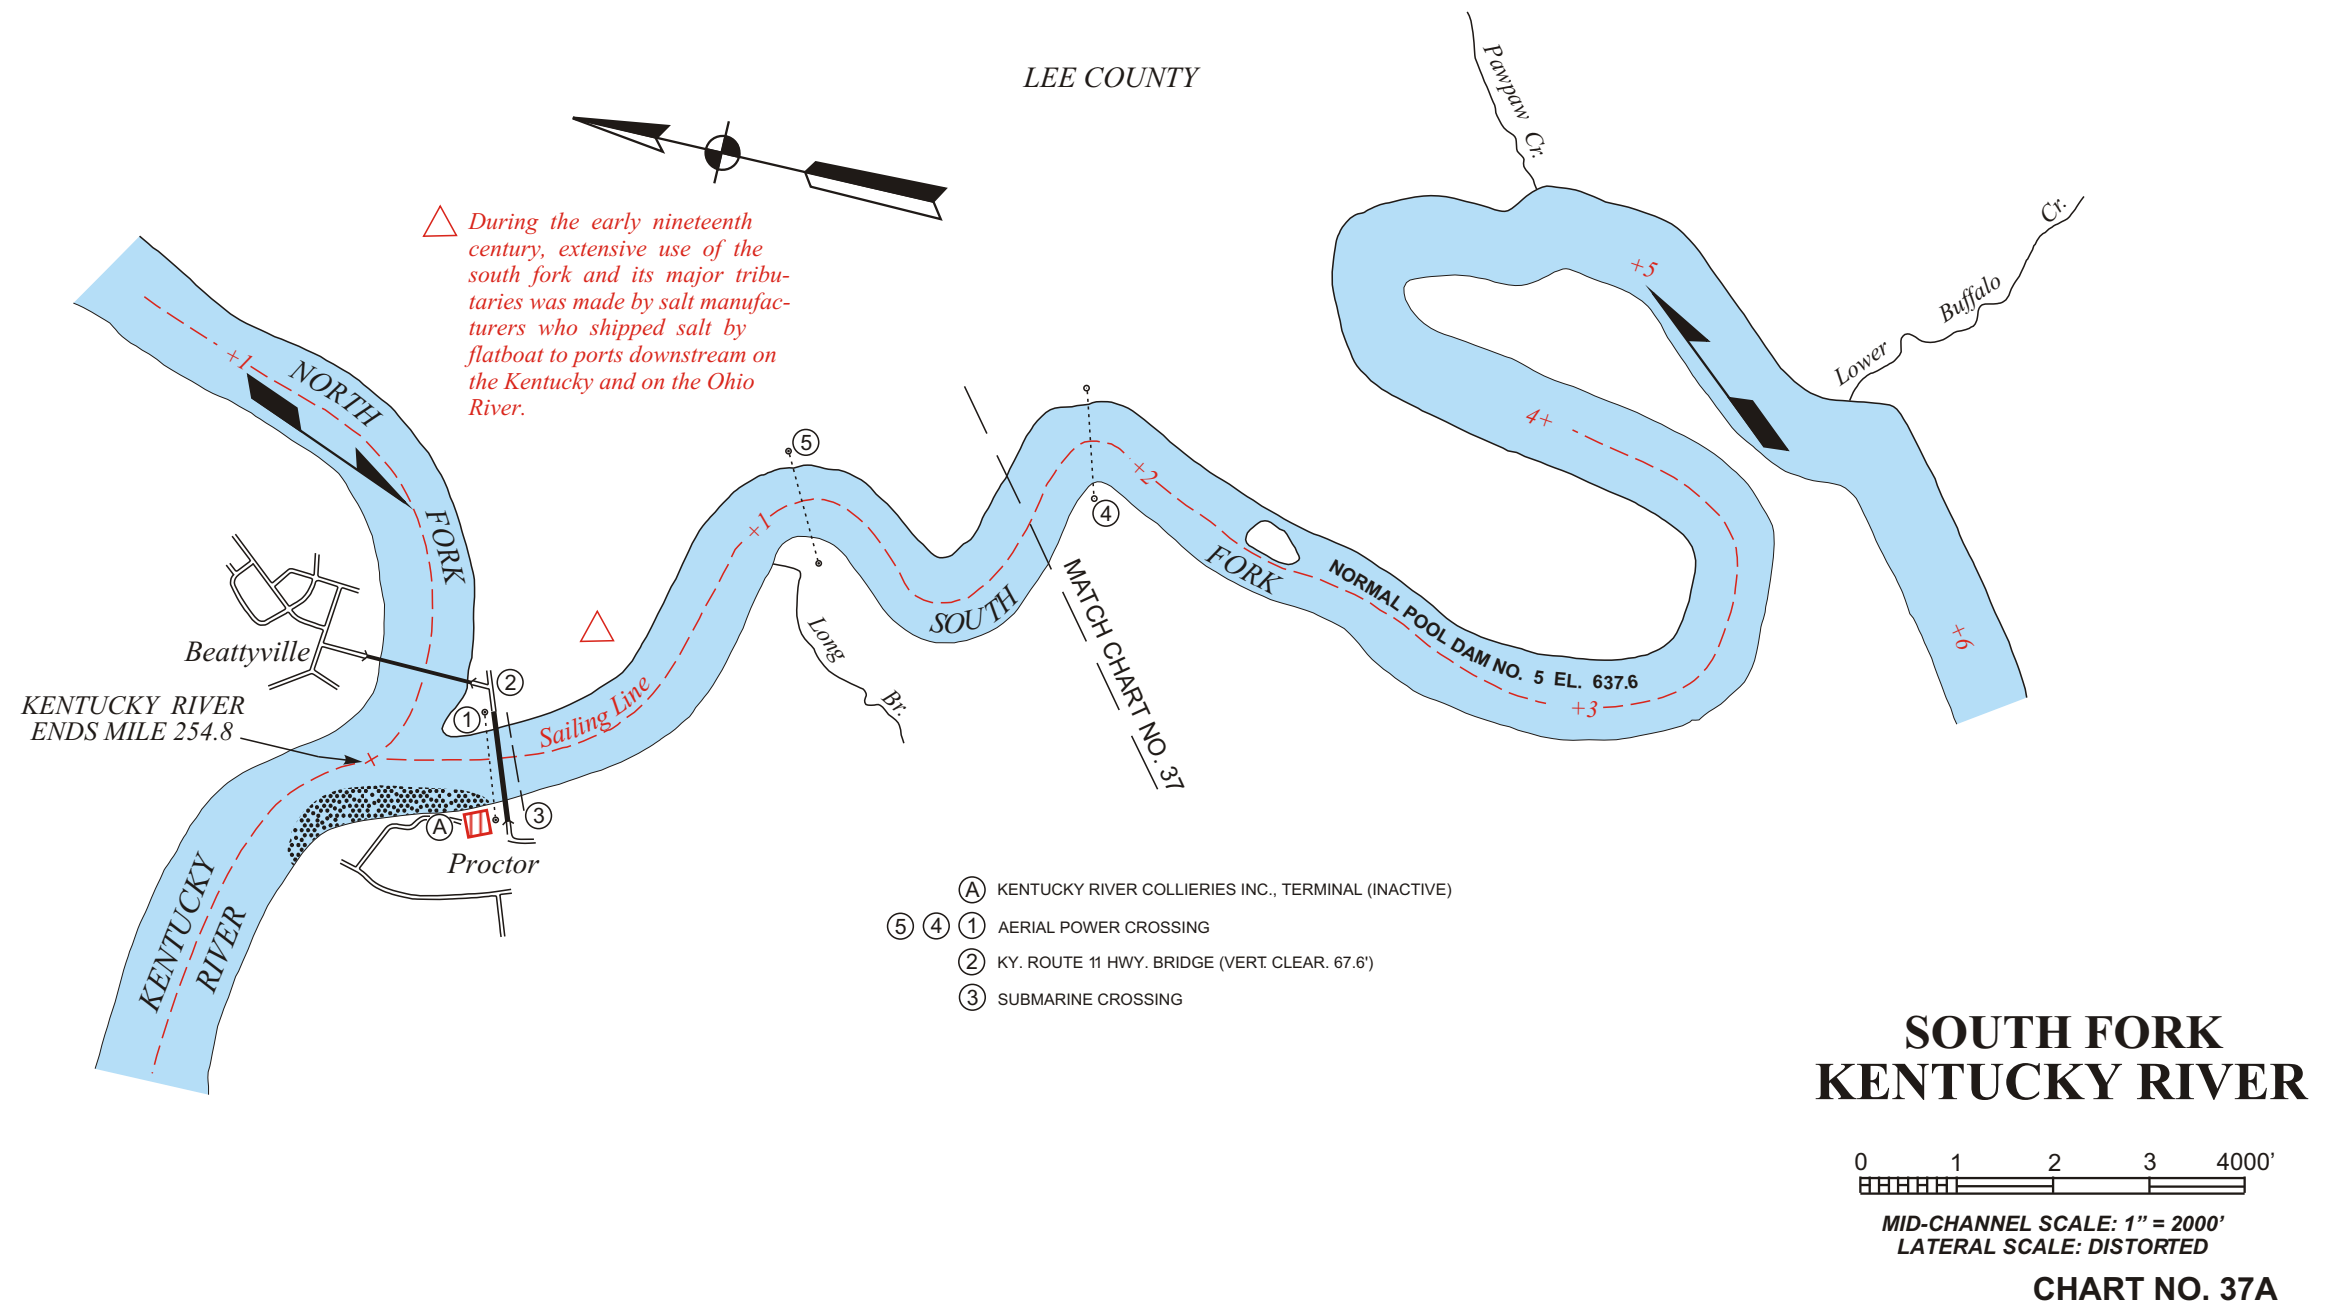 LEE COUNTY
Pawpaw Cr.
Lower Buffalo Cr.
During the early nineteenth
century, extensive use of the
south fork and its major tribu-
taries was made by salt manufac-
turers who shipped salt by
flatboat to ports downstream on
the Kentucky and on the Ohio
River.
+1
NORTH
FORK
+5
4+
+6
5
+1
+2
4
SOUTH
FORK
NORMAL POOL DAM NO. 5 EL. 637.6
+3
MATCH CHART NO. 37
Long Br.
Beattyville
2
1
KENTUCKY RIVER
ENDS MILE 254.8
Sailing Line
3
A
Proctor
KENTUCKY
RIVER
A KENTUCKY RIVER COLLIERIES INC., TERMINAL (INACTIVE)
5 4 1 AERIAL POWER CROSSING
2 KY. ROUTE 11 HWY. BRIDGE (VERT. CLEAR. 67.6')
3 SUBMARINE CROSSING
SOUTH FORK
KENTUCKY RIVER
0 1 2 3 4000’
MID-CHANNEL SCALE: 1” = 2000’
LATERAL SCALE: DISTORTED
CHART NO. 37A